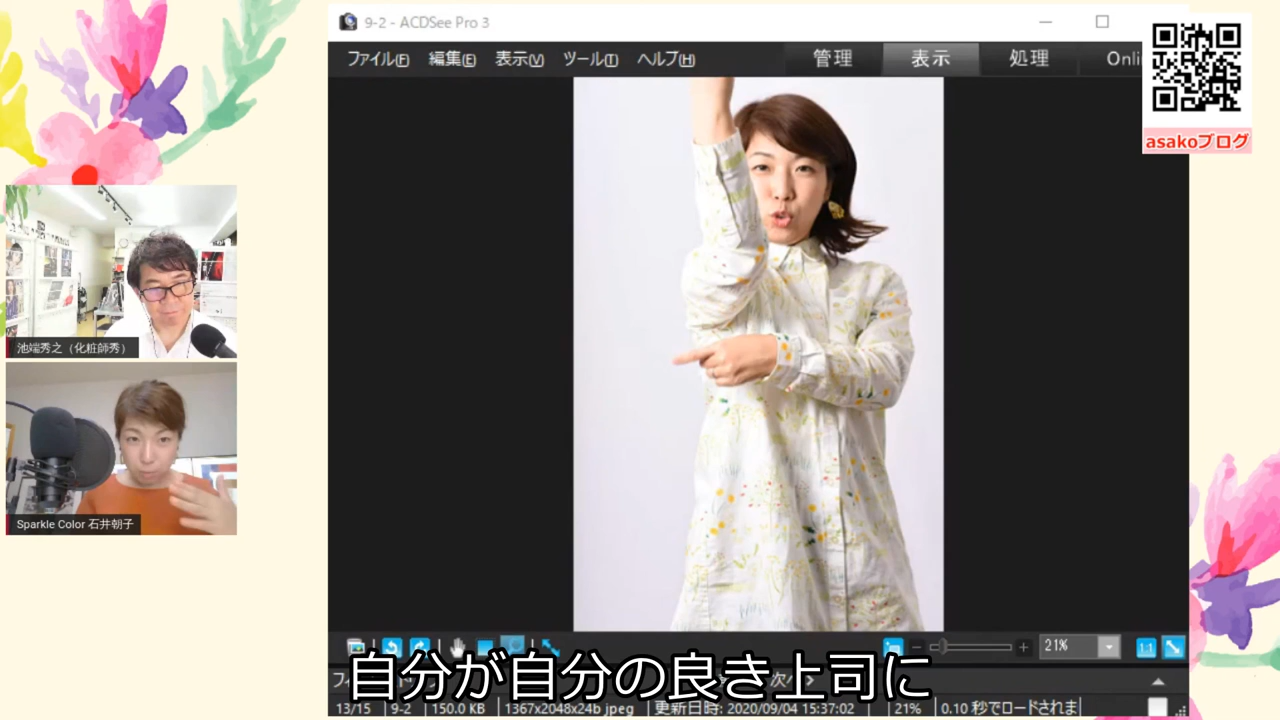 9-2 - ACDSee Pro 3
ファイル(F) 編集(E) 表示(V) ツール(T) ヘルプ(H)
管理 表示 処理
asakoブログ
池端秀之（化粧師秀）
Sparkle Color 石井朝子
21%
1:1
自分が自分の良き上司に
13/15 9-2 150.0 KB 1367x2048x24b jpeg 更新日時: 2020/09/04 15:37:02 21% 0.10 秒でロードされま